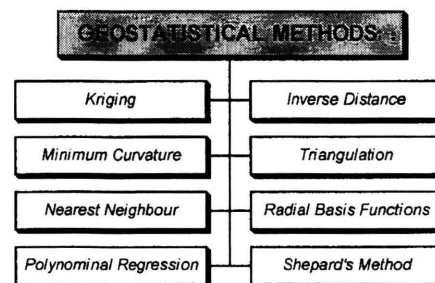 GEOSTATISTICAL METHODS
Kriging
Inverse Distance
Minimum Curvature
Triangulation
Nearest Neighbour
Radial Basis Functions
Polynominal Regression
Shepard's Method